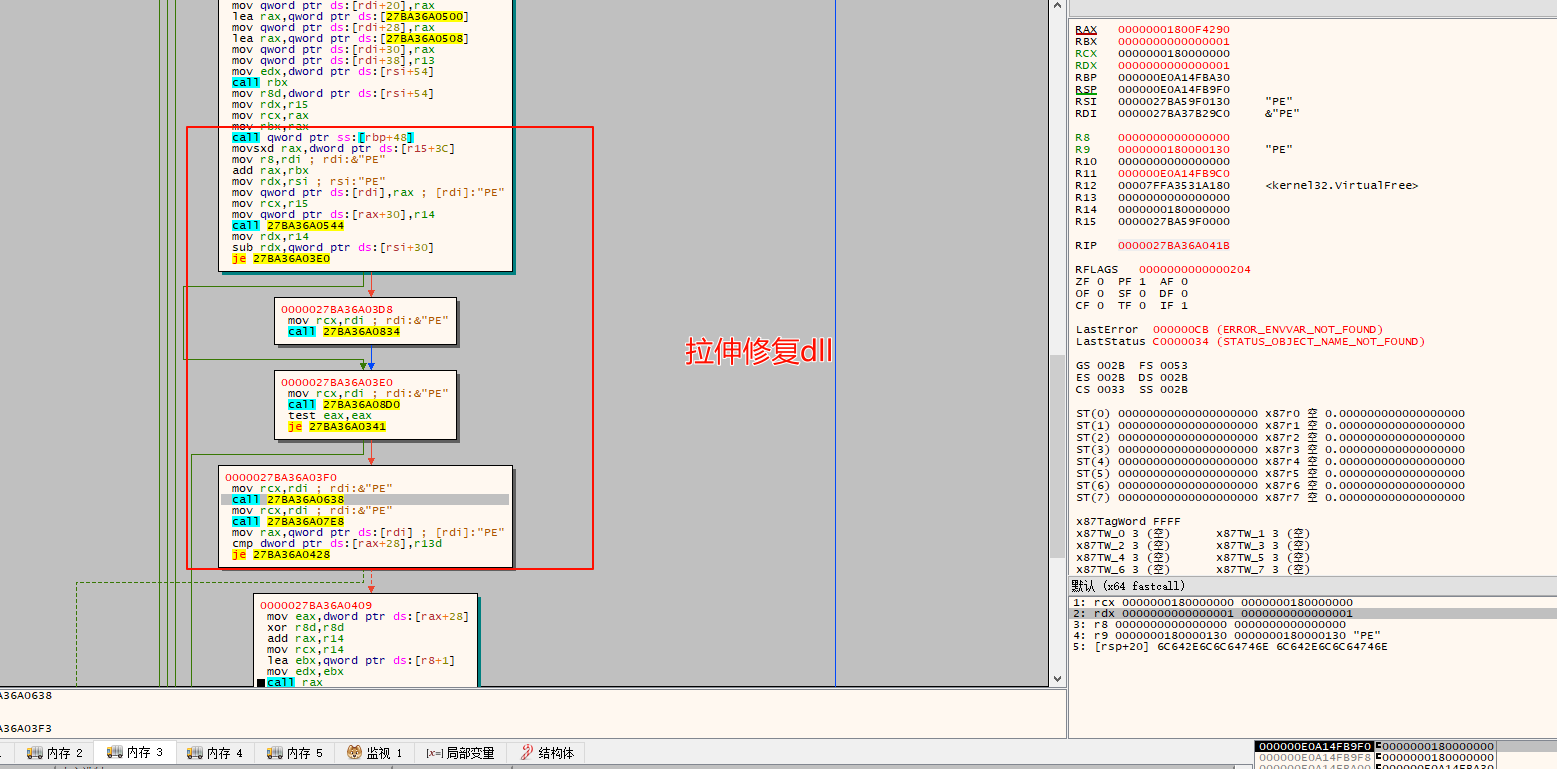 mov qword ptr ds:[rdi+20],rax
lea rax,qword ptr ds:[27BA36A0500]
mov qword ptr ds:[rdi+28],rax
lea rax,qword ptr ds:[27BA36A0508]
mov qword ptr ds:[rdi+30],rax
mov qword ptr ds:[rdi+38],r13
mov edx,dword ptr ds:[rsi+54]
call rbx
mov r8d,dword ptr ds:[rsi+54]
mov rdx,r15
mov rcx,rax
mov rbx,rax
call qword ptr ss:[rbp+48]
movsxd rax,dword ptr ds:[r15+3C]
mov r8,rdi ; rdi:&"PE"
add rax,rbx
mov rdx,rsi ; rsi:"PE"
mov qword ptr ds:[rdi],rax ; [rdi]:"PE"
mov rcx,r15
mov qword ptr ds:[rax+30],r14
call 27BA36A0544
mov rdx,r14
sub rdx,qword ptr ds:[rsi+30]
je 27BA36A03E0
0000027BA36A03D8
mov rcx,rdi ; rdi:&"PE"
call 27BA36A0834
0000027BA36A03E0
mov rcx,rdi ; rdi:&"PE"
call 27BA36A08D0
test eax,eax
je 27BA36A0341
0000027BA36A03F0
mov rcx,rdi ; rdi:&"PE"
call 27BA36A0638
mov rcx,rdi ; rdi:&"PE"
call 27BA36A07E8
mov rax,qword ptr ds:[rdi] ; [rdi]:"PE"
cmp dword ptr ds:[rax+28],r13d
je 27BA36A0428
0000027BA36A0409
mov eax,dword ptr ds:[rax+28]
xor r8d,r8d
add rax,r14
mov rcx,r14
lea ebx,qword ptr ds:[r8+1]
mov edx,ebx
call rax
拉伸修复dll
RAX 00000001800F4290
RBX 0000000000000001
RCX 0000000180000000
RDX 0000000000000001
RBP 000000E0A14FBA30
RSP 000000E0A14FB9F0
RSI 0000027BA59F0130 "PE"
RDI 0000027BA37B29C0 &"PE"
R8 0000000000000000
R9 0000000180000130 "PE"
R10 0000000000000000
R11 000000E0A14FB9C0
R12 00007FFA3531A180 <kernel32.VirtualFree>
R13 0000000000000000
R14 0000000180000000
R15 0000027BA59F0000
RIP 0000027BA36A041B
RFLAGS 0000000000000204
ZF 0 PF 1 AF 0
OF 0 SF 0 DF 0
CF 0 TF 0 IF 1
LastError 000000CB (ERROR_ENVVAR_NOT_FOUND)
LastStatus C0000034 (STATUS_OBJECT_NAME_NOT_FOUND)
GS 002B FS 0053
ES 002B DS 002B
CS 0033 SS 002B
ST(0) 00000000000000000000 x87r0 空 0.000000000000000000
ST(1) 00000000000000000000 x87r1 空 0.000000000000000000
ST(2) 00000000000000000000 x87r2 空 0.000000000000000000
ST(3) 00000000000000000000 x87r3 空 0.000000000000000000
ST(4) 00000000000000000000 x87r4 空 0.000000000000000000
ST(5) 00000000000000000000 x87r5 空 0.000000000000000000
ST(6) 00000000000000000000 x87r6 空 0.000000000000000000
ST(7) 00000000000000000000 x87r7 空 0.000000000000000000
x87TagWord FFFF
x87TW_0 3 (空) x87TW_1 3 (空)
x87TW_2 3 (空) x87TW_3 3 (空)
x87TW_4 3 (空) x87TW_5 3 (空)
x87TW_6 3 (空) x87TW_7 3 (空)
默认 (x64 fastcall)
1: rcx 0000000180000000 0000000180000000
2: rdx 0000000000000001 0000000000000001
3: r8 0000000000000000 0000000000000000
4: r9 0000000180000130 0000000180000130 "PE"
5: [rsp+20] 6C642E6C6C64746E 6C642E6C6C64746E
A36A0638
A36A03F3
内存 2
内存 3
内存 4
内存 5
监视 1
[x=] 局部变量
结构体
000000E0A14FB9F0 0000000180000000
000000E0A14FB9F8 0000000180000000